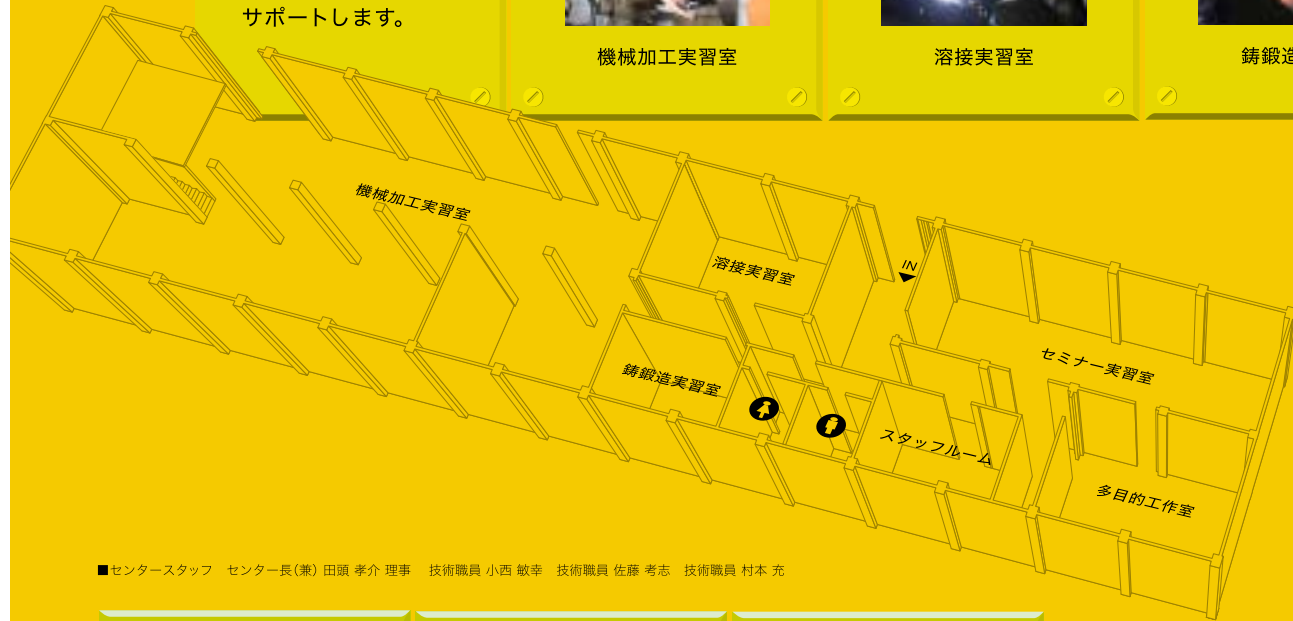 サポートします。
機械加工実習室
溶接実習室
鋳鍛造
機械加工実習室
溶接実習室
IN
セミナー実習室
鋳鍛造実習室
スタッフルーム
多目的工作室
■センタースタッフ　センター長(兼) 田頭 孝介 理事　技術職員 小西 敏幸　技術職員 佐藤 考志　技術職員 村本 充